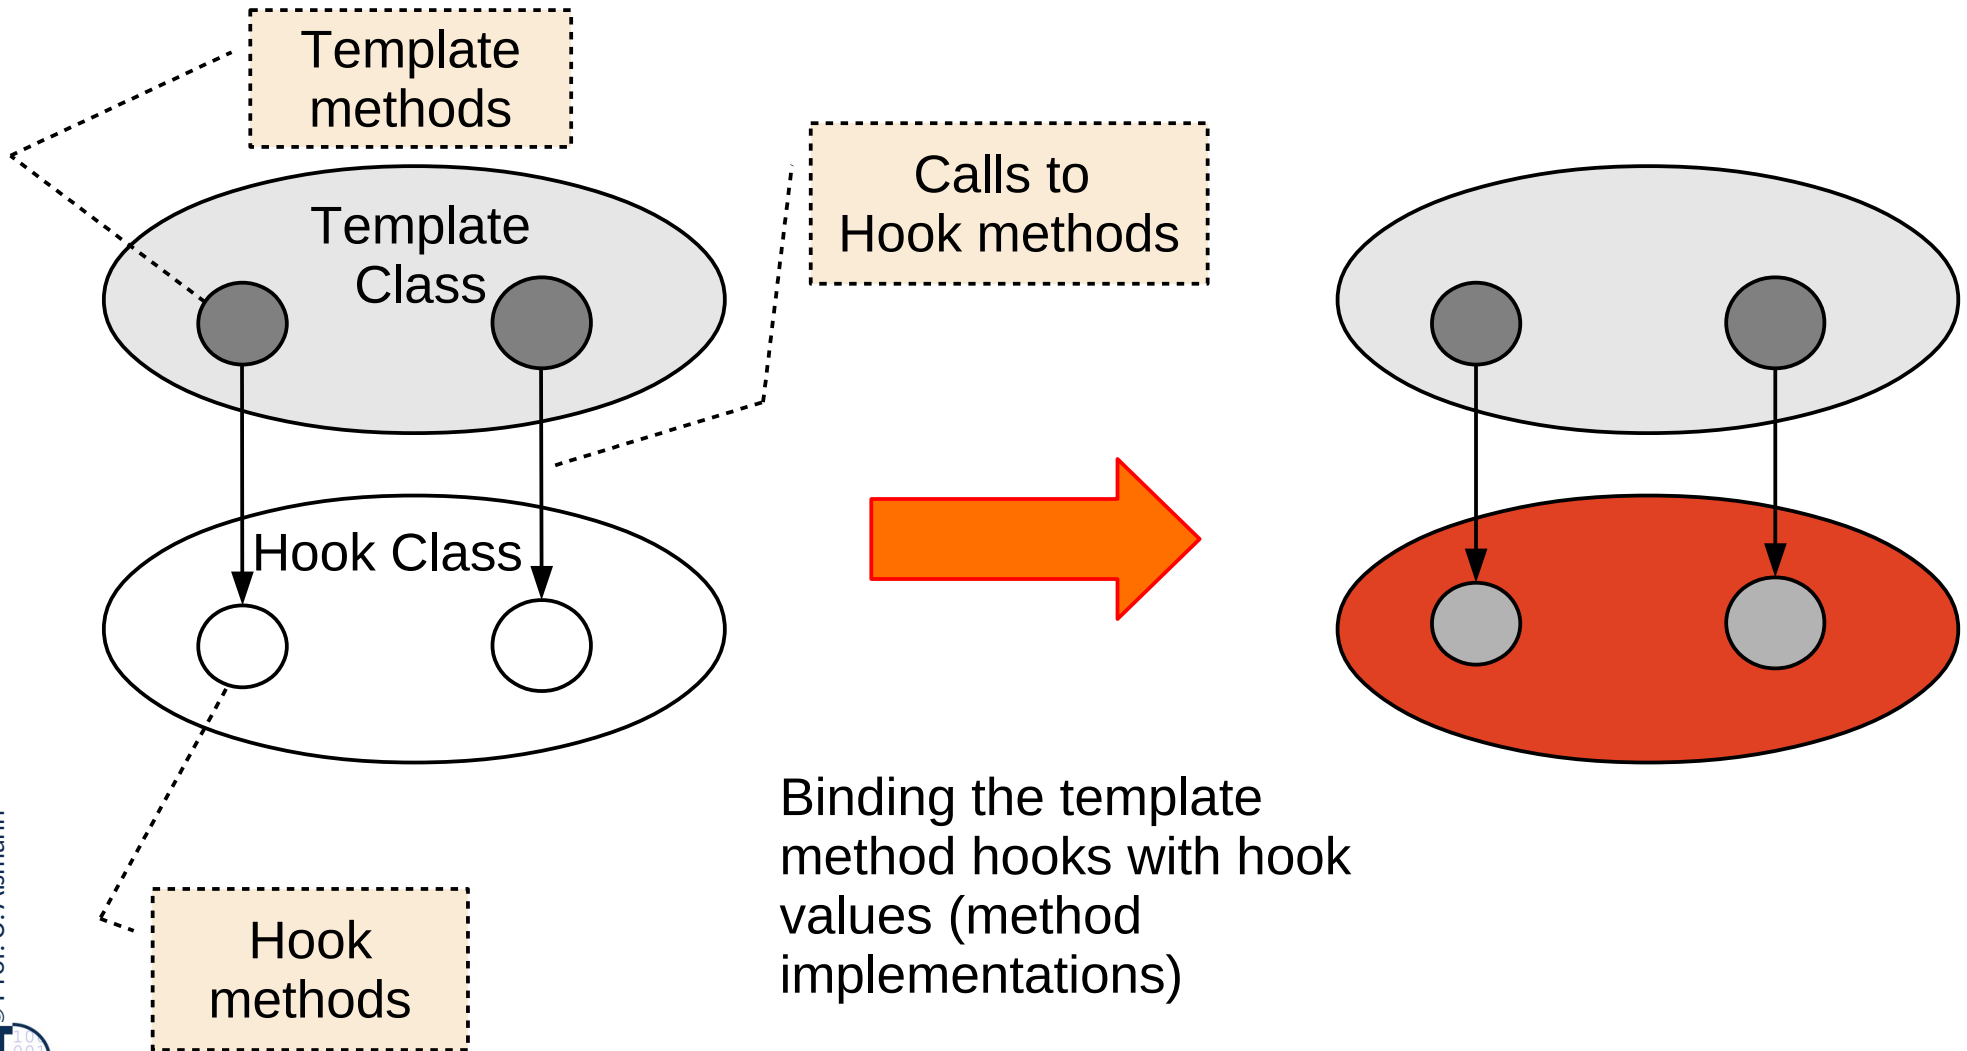 Template
methods
Template
Class
Calls to
Hook methods
Hook Class
Binding the template
method hooks with hook
values (method
implementations)
Hook
methods